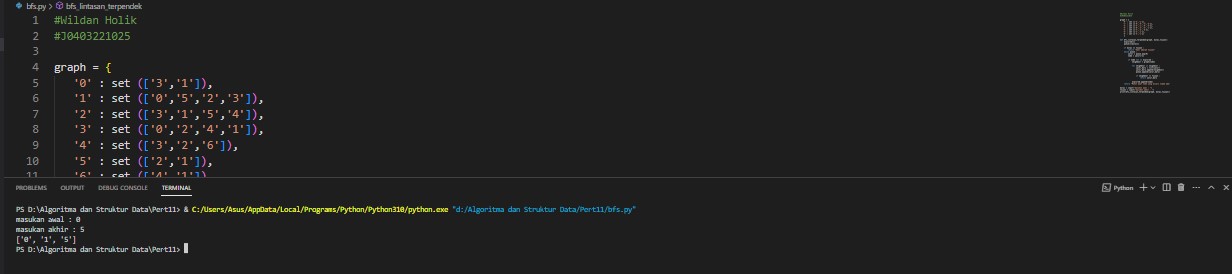 bfs.py > bfs_lintasan_terpendek
1 #Wildan Holik
2 #J0403221025
3
4 graph = {
5 '0' : set (['3','1']),
6 '1' : set (['0','5','2','3']),
7 '2' : set (['3','1','5','4']),
8 '3' : set (['0','2','4','1']),
9 '4' : set (['3','2','6']),
10 '5' : set (['2','1']),
11 '6' : set (['4','1'])
PROBLEMS OUTPUT DEBUG CONSOLE TERMINAL Python
PS D:\Algoritma dan Struktur Data\Pert11> & C:/Users/Asus/AppData/Local/Programs/Python/Python310/python.exe "d:/Algoritma dan Struktur Data/Pert11/bfs.py"
masukan awal : 0
masukan akhir : 5
['0', '1', '5']
PS D:\Algoritma dan Struktur Data\Pert11>